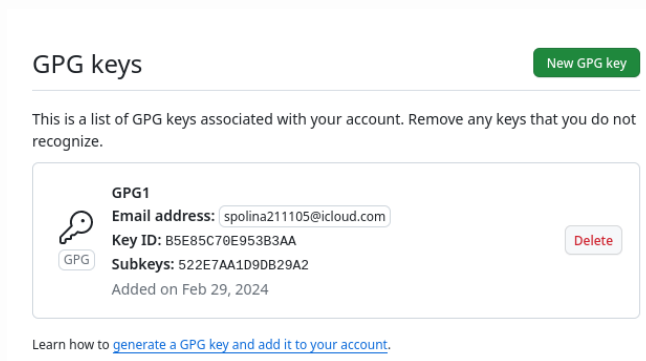 GPG keys
New GPG key
This is a list of GPG keys associated with your account. Remove any keys that you do not
recognize.
GPG1
Email address: spolina211105@icloud.com
Key ID: B5E85C70E953B3AA
Subkeys: 522E7AA1D9DB29A2
Added on Feb 29, 2024
GPG
Delete
Learn how to generate a GPG key and add it to your account.